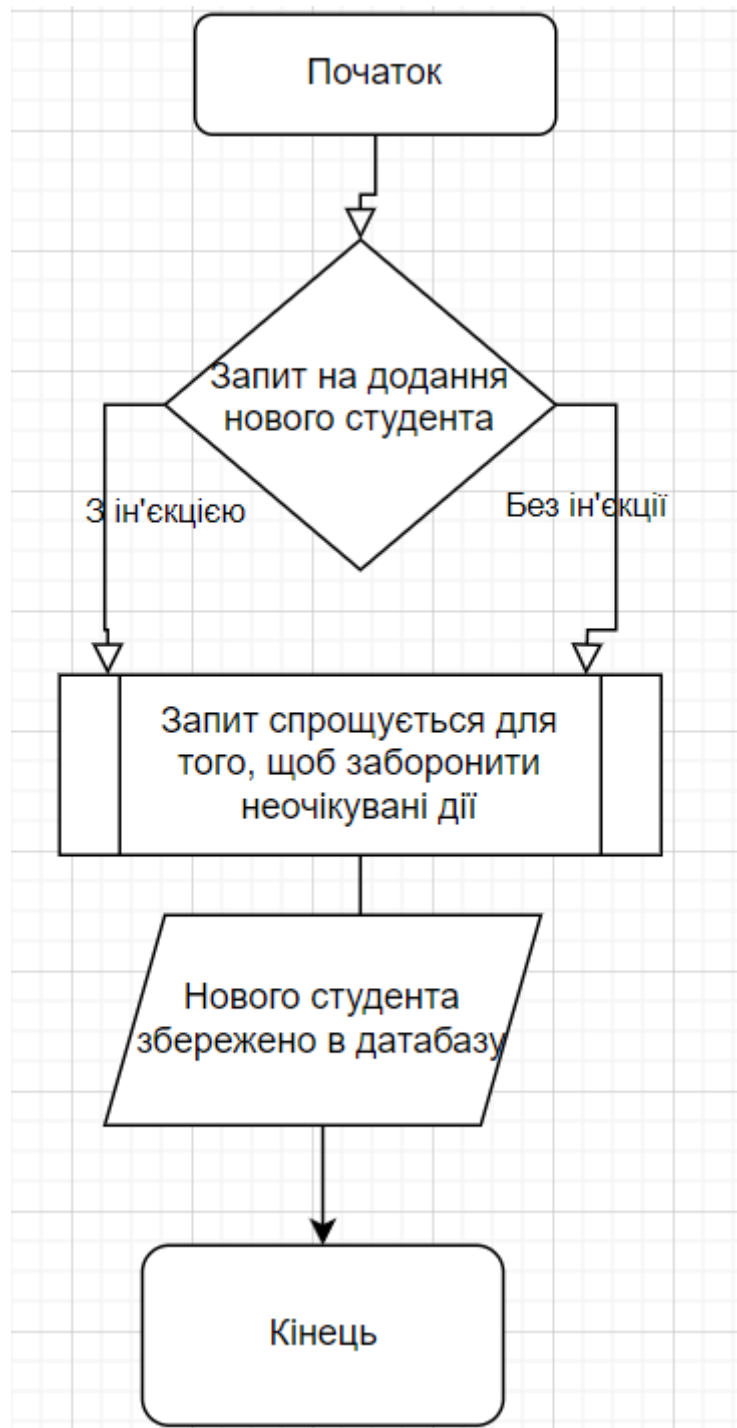 Початок
Запит на додання
нового студента
З ін'єкцією
Без ін'єкції
Запит спрощується для
того, щоб заборонити
неочікувані дії
Нового студента
збережено в датабазу
Кінець